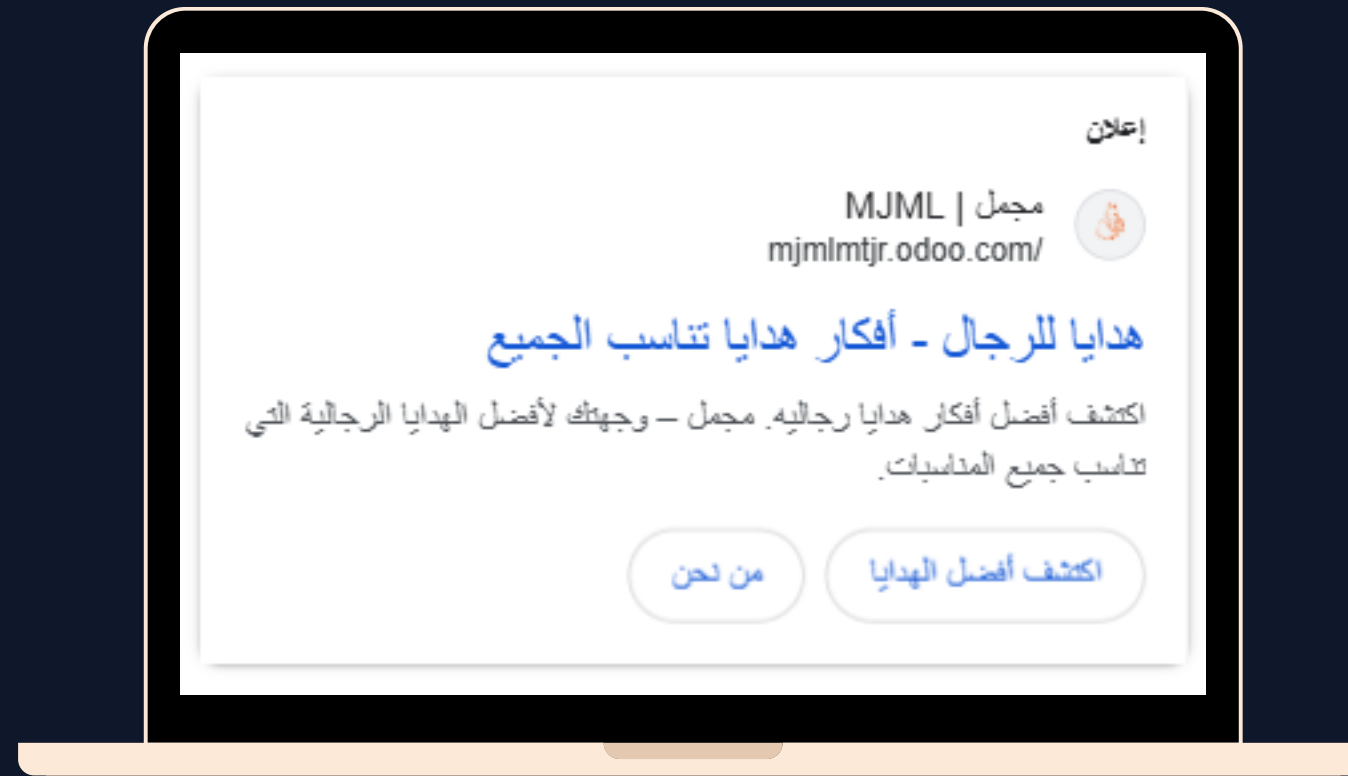 إعلان
مجمل | MJML
mjmlmtjr.odoo.com/
هدايا للرجال - أفكار هدايا تناسب الجميع
اكتشف أفضل أفكار هدايا رجاليه. مجمل – وجهتك لأفضل الهدايا الرجالية التي
تناسب جميع المناسبات.
اكتشف أفضل الهدايا
من نحن